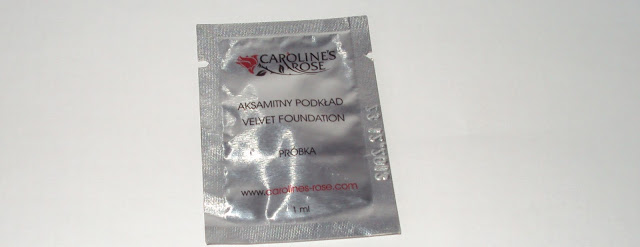 CAROLINE'S
ROSE
AKSAMITNY PODKŁAD
VELVET FOUNDATION
PRÓBKA
www.carolines-rose.com
1 ml